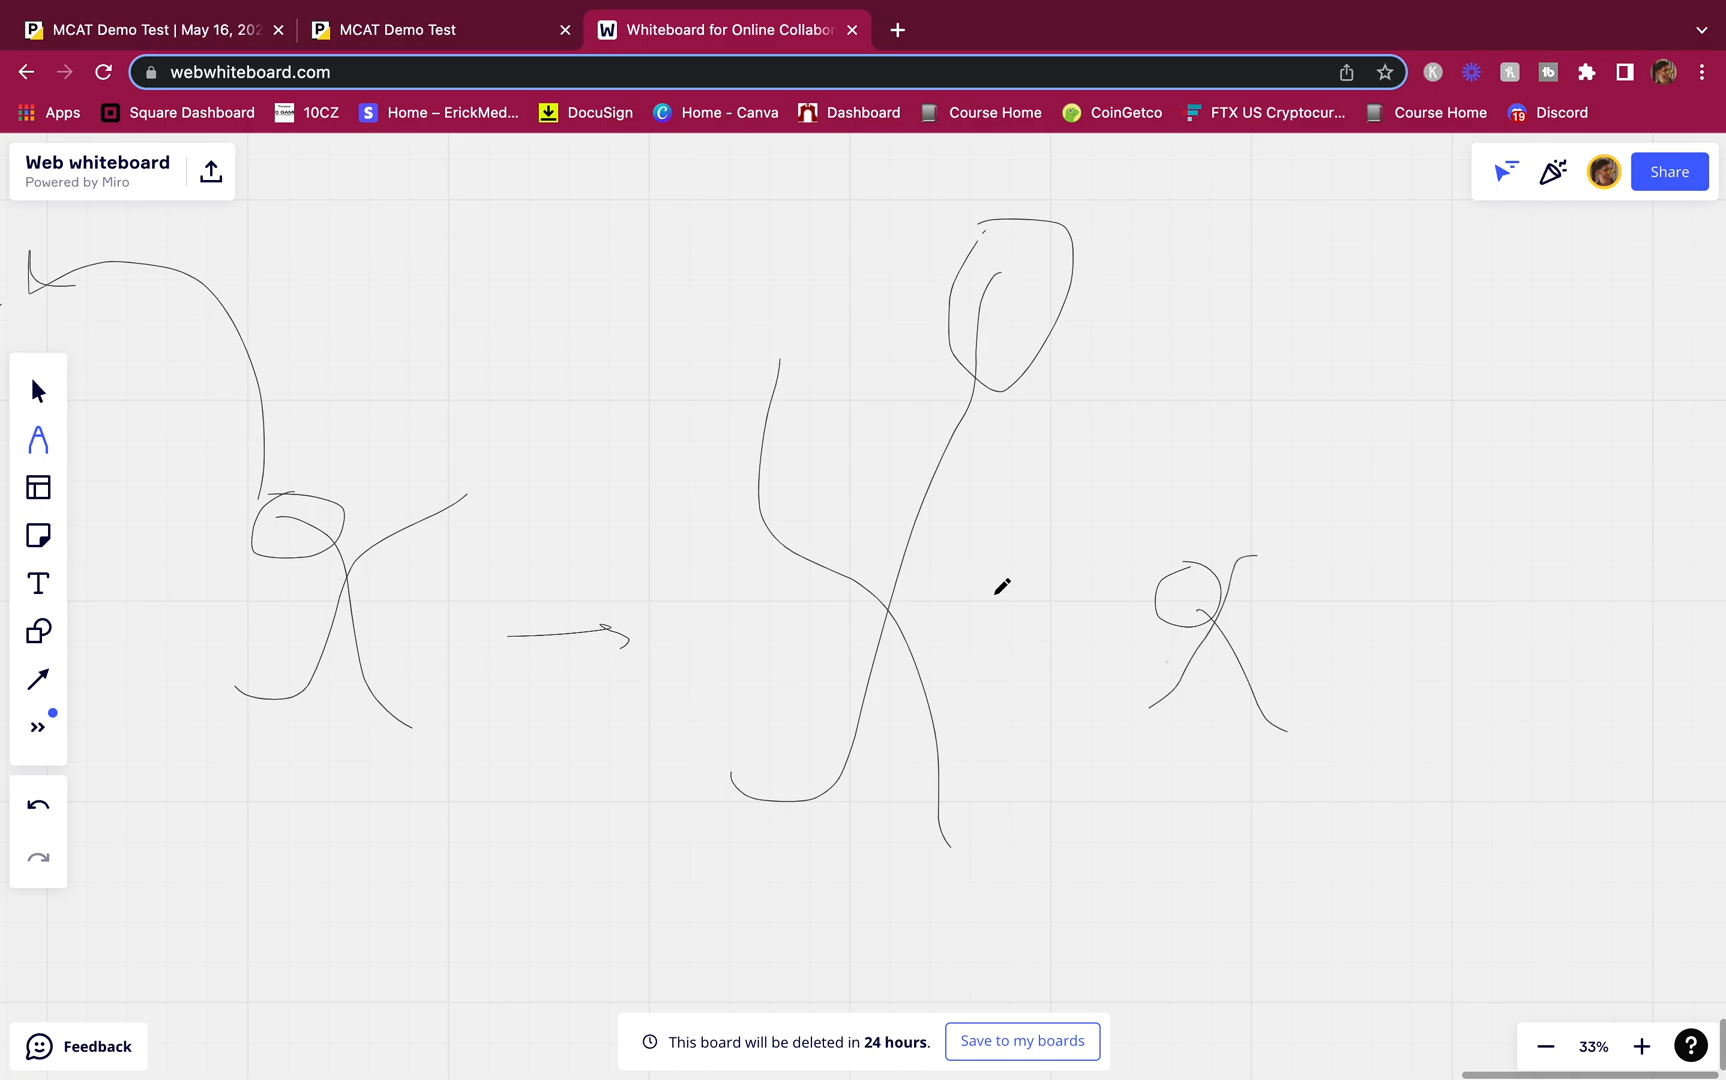 MCAT Demo Test | May 16, 202
MCAT Demo Test
Whiteboard for Online Collabor
webwhiteboard.com
Apps
Square Dashboard
10CZ
Home – ErickMed...
DocuSign
Home - Canva
Dashboard
Course Home
CoinGetco
FTX US Cryptocur...
Course Home
19
Discord
Web whiteboard
Powered by Miro
Share
Feedback
This board will be deleted in 24 hours.
Save to my boards
33%